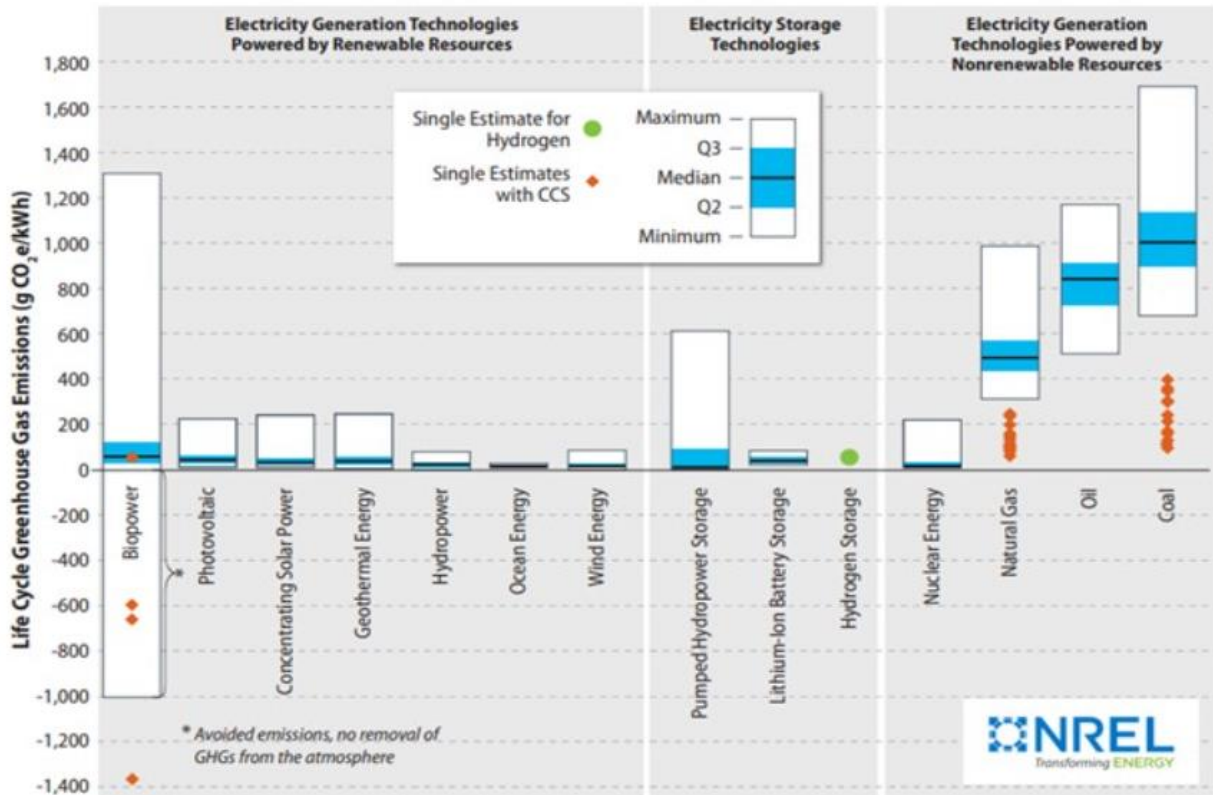 Electricity Generation Technologies
Powered by Renewable Resources
Electricity Storage
Technologies
Electricity Generation
Technologies Powered by
Nonrenewable Resources
Life Cycle Greenhouse Gas Emissions (g CO2e/kWh)
1,800
1,600
1,400
1,200
1,000
800
600
400
200
0
-200
-400
-600
-800
-1,000
-1,200
-1,400
Single Estimate for
Hydrogen
Single Estimates
with CCS
Maximum
Q3
Median
Q2
Minimum
Biopower
*
Photovoltaic
Concentrating Solar Power
Geothermal Energy
Hydropower
Ocean Energy
Wind Energy
Pumped Hydropower Storage
Lithium-Ion Battery Storage
Hydrogen Storage
Nuclear Energy
Natural Gas
Oil
Coal
* Avoided emissions, no removal of
GHGs from the atmosphere
NREL
Transforming ENERGY